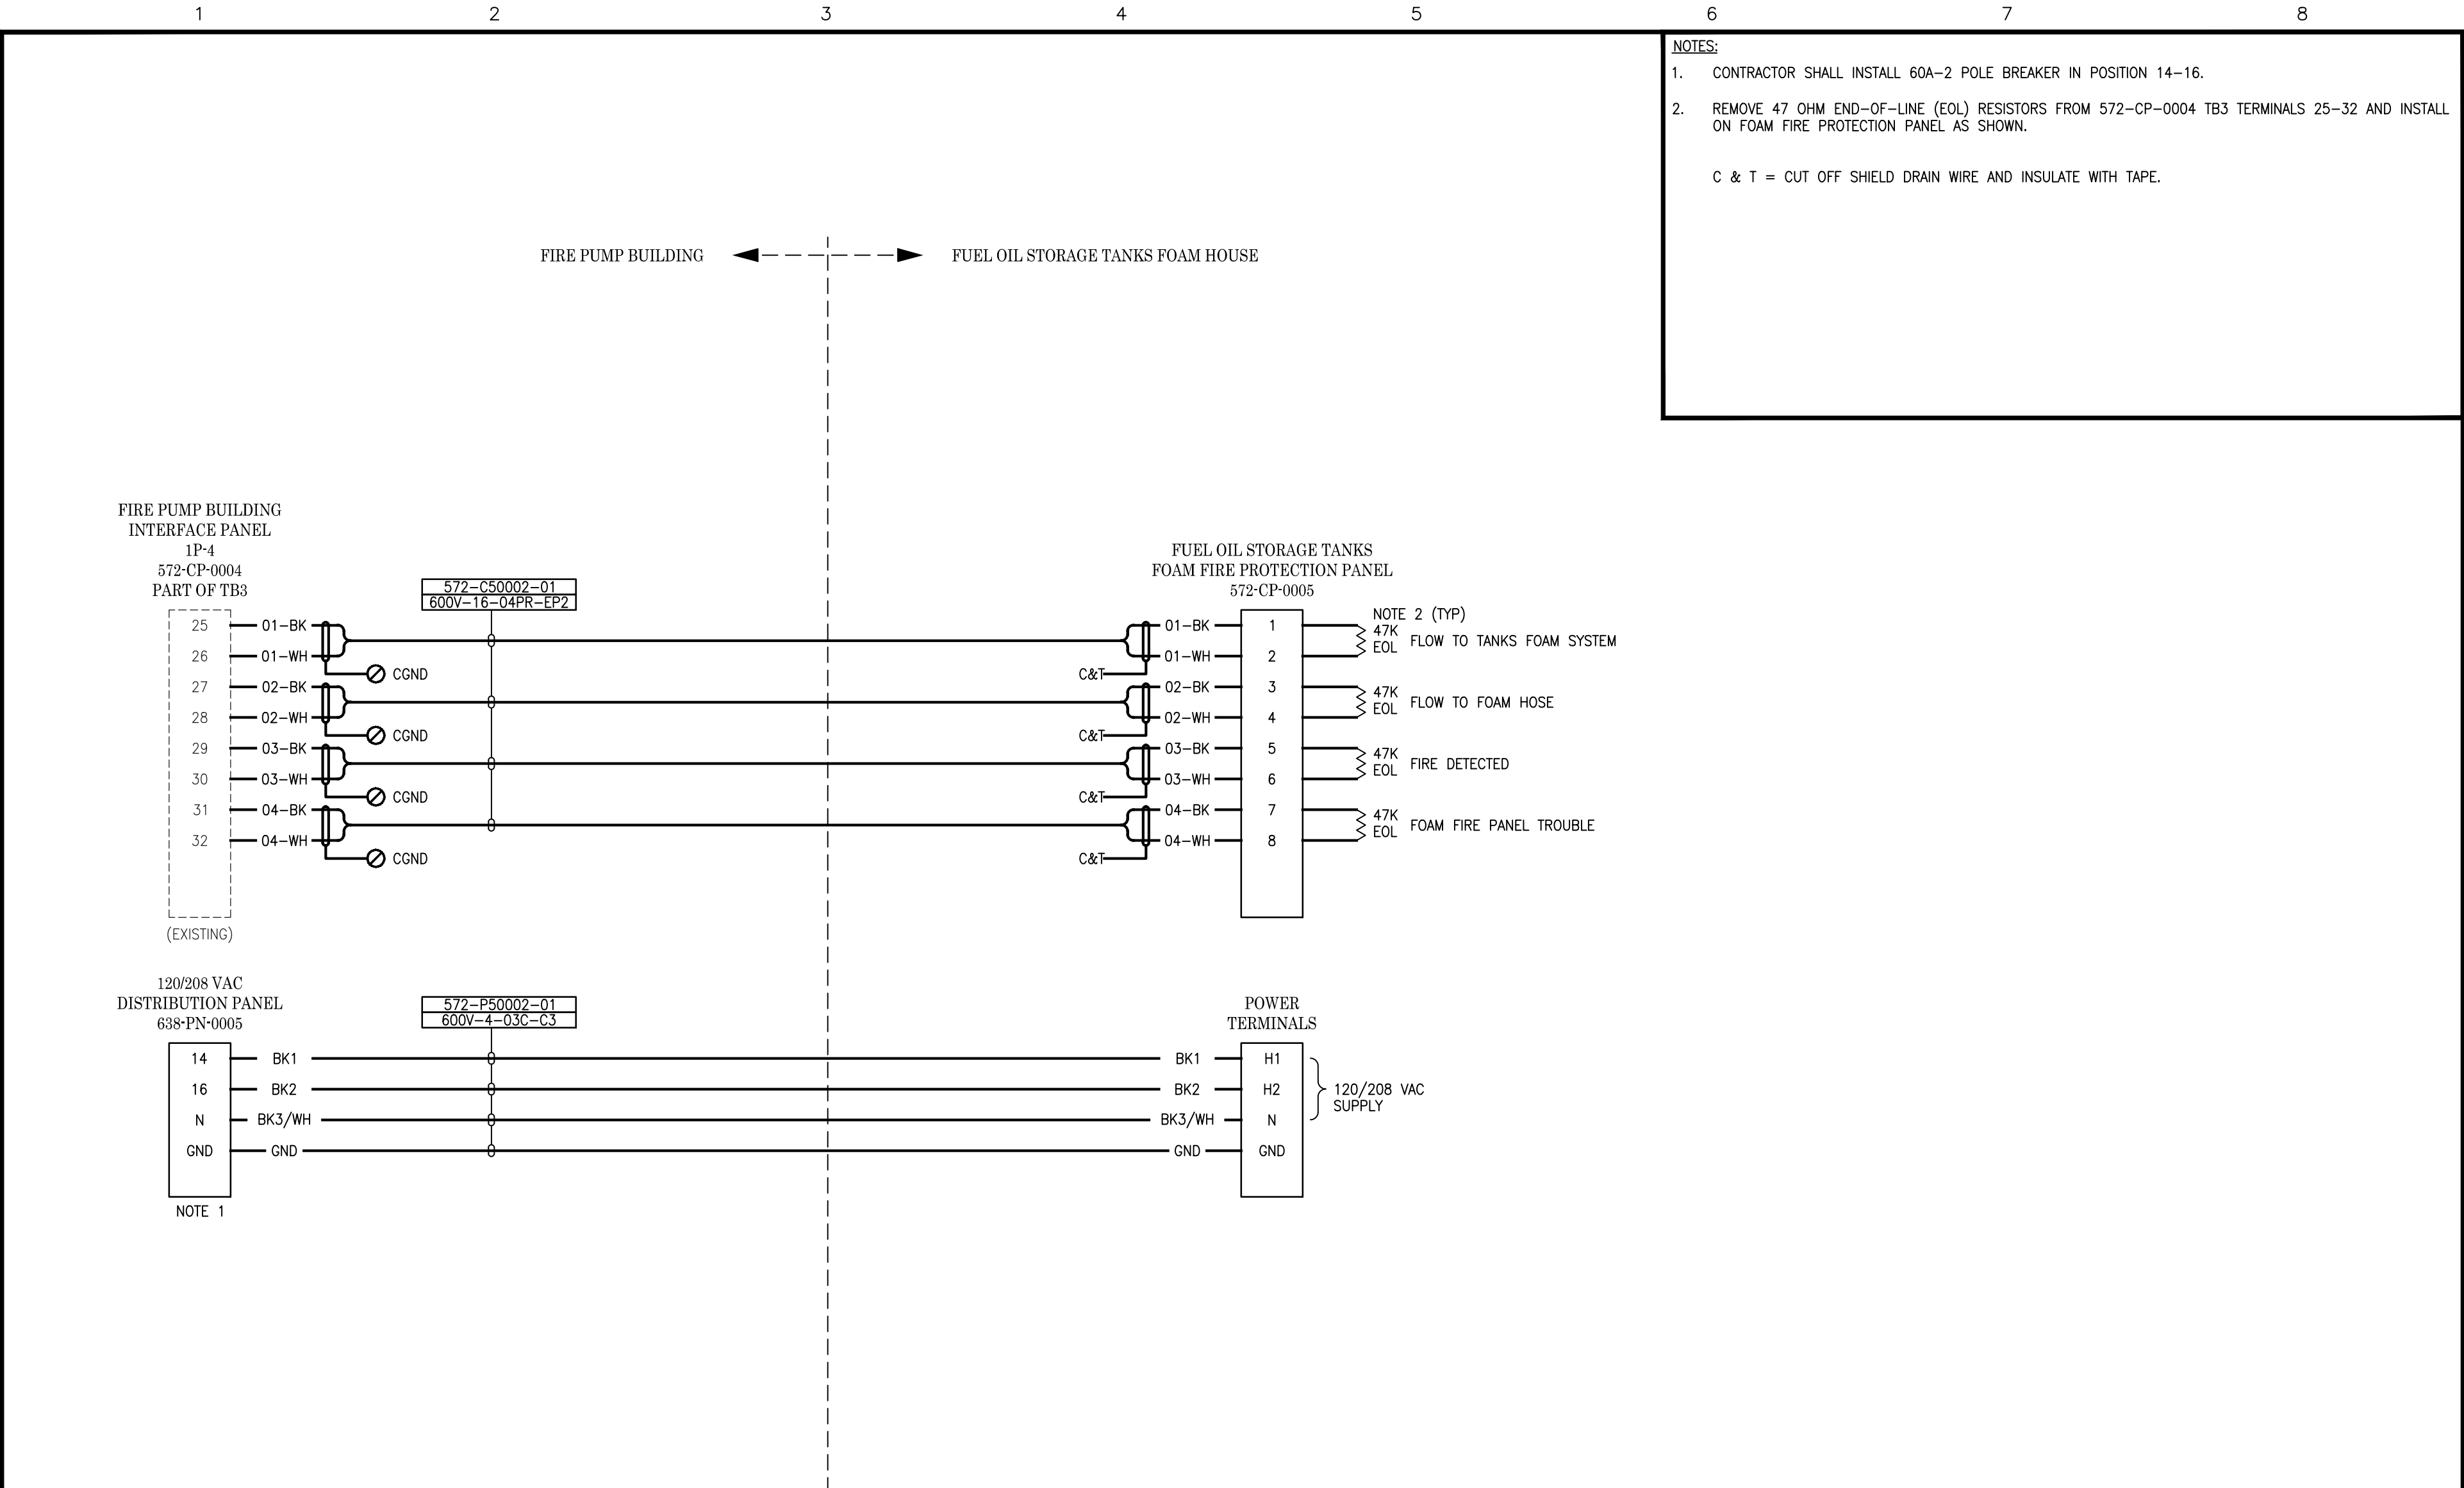 1 2 3 4 5 6 7 8
NOTES:
1. CONTRACTOR SHALL INSTALL 60A-2 POLE BREAKER IN POSITION 14-16.
2. REMOVE 47 OHM END-OF-LINE (EOL) RESISTORS FROM 572-CP-0004 TB3 TERMINALS 25-32 AND INSTALL
ON FOAM FIRE PROTECTION PANEL AS SHOWN.
C & T = CUT OFF SHIELD DRAIN WIRE AND INSULATE WITH TAPE.
FIRE PUMP BUILDING
FUEL OIL STORAGE TANKS FOAM HOUSE
FIRE PUMP BUILDING
INTERFACE PANEL
1P-4
572-CP-0004
PART OF TB3
572-C50002-01
600V-16-04PR-EP2
FUEL OIL STORAGE TANKS
FOAM FIRE PROTECTION PANEL
572-CP-0005
NOTE 2 (TYP)
25 01-BK 01-BK 1 47K
26 01-WH 01-WH 2 EOL FLOW TO TANKS FOAM SYSTEM
CGND C&T
27 02-BK 02-BK 3 47K
28 02-WH 02-WH 4 EOL FLOW TO FOAM HOSE
CGND C&T
29 03-BK 03-BK 5 47K
30 03-WH 03-WH 6 EOL FIRE DETECTED
CGND C&T
31 04-BK 04-BK 7 47K
32 04-WH 04-WH 8 EOL FOAM FIRE PANEL TROUBLE
CGND C&T
(EXISTING)
120/208 VAC
DISTRIBUTION PANEL
638-PN-0005
572-P50002-01
600V-4-03C-C3
POWER
TERMINALS
14 BK1 BK1 H1
16 BK2 BK2 H2
120/208 VAC
SUPPLY
N BK3/WH BK3/WH N
GND GND GND GND
NOTE 1